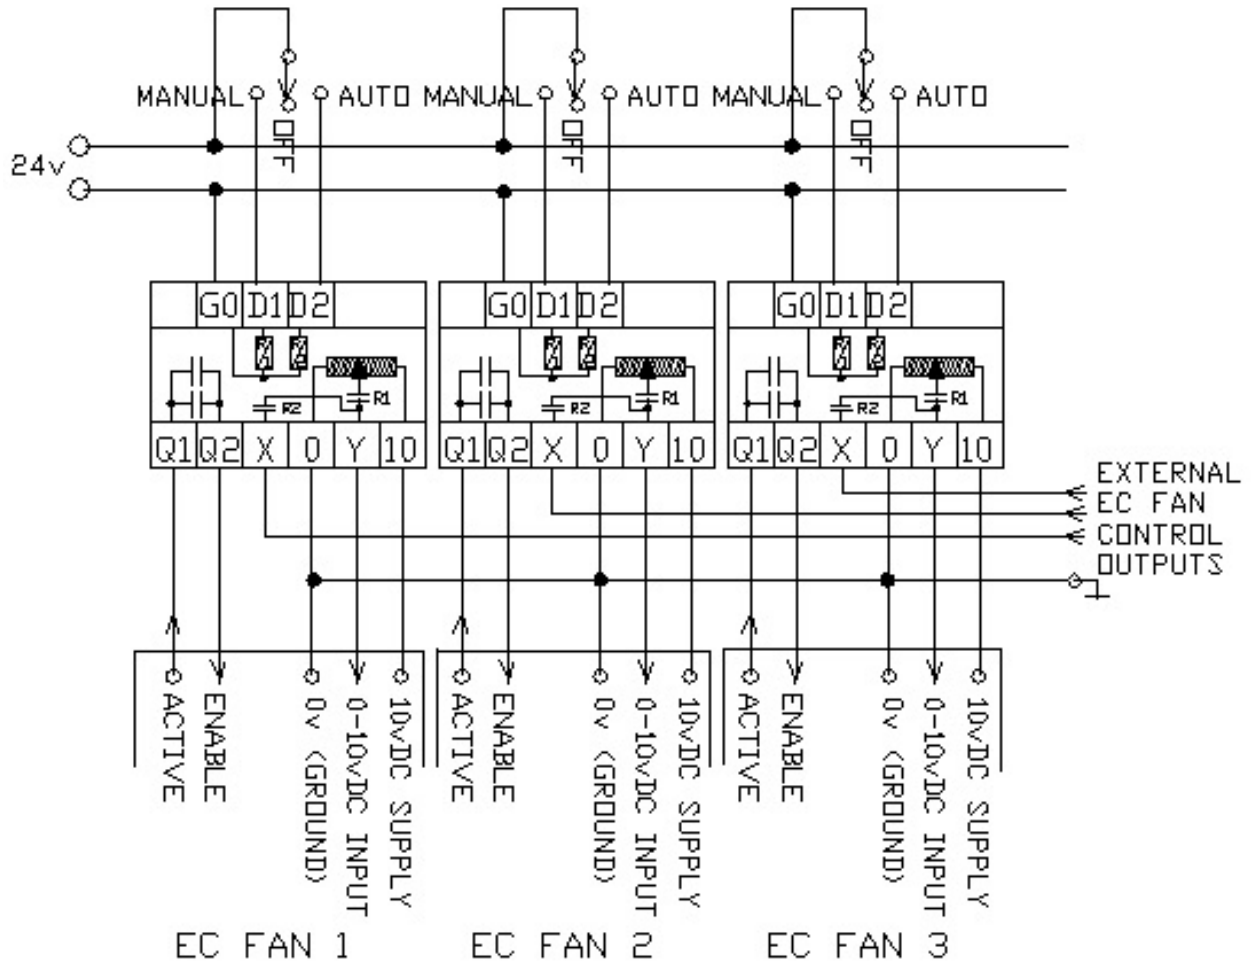 MANUAL AUTO MANUAL AUTO MANUAL AUTO
OFF OFF OFF
24v
G0 D1 D2 G0 D1 D2 G0 D1 D2
R1 R1 R1
R2 R2 R2
Q1 Q2 X 0 Y 10 Q1 Q2 X 0 Y 10 Q1 Q2 X 0 Y 10
EXTERNAL
EC FAN
CONTROL
OUTPUTS
ACTIVE
ENABLE
0v (GROUND)
0-10vDC INPUT
10vDC SUPPLY
ACTIVE
ENABLE
0v (GROUND)
0-10vDC INPUT
10vDC SUPPLY
ACTIVE
ENABLE
0v (GROUND)
0-10vDC INPUT
10vDC SUPPLY
EC FAN 1 EC FAN 2 EC FAN 3